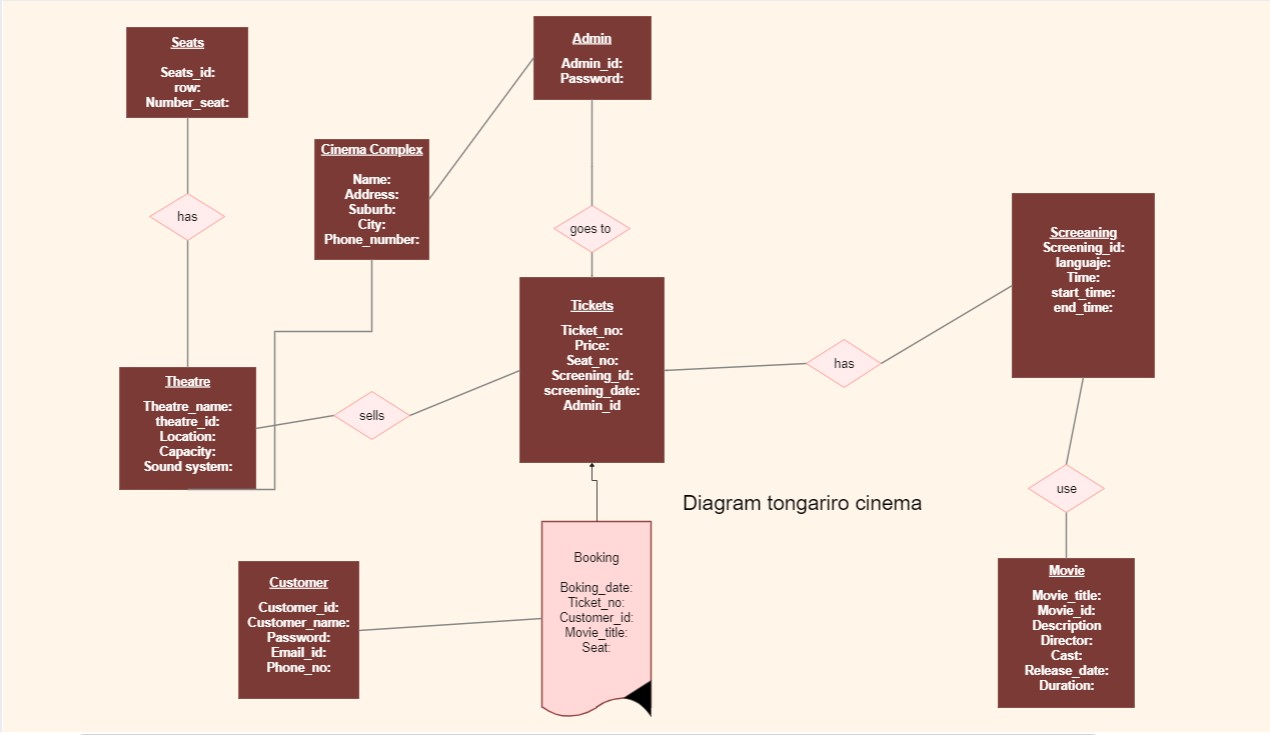 Seats
Seats_id:
row:
Number_seat:
Admin
Admin_id:
Password:
Cinema Complex
Name:
Address:
Suburb:
City:
Phone_number:
has
goes to
Screeaning
Screening_id:
languaje:
Time:
start_time:
end_time:
Tickets
Ticket_no:
Price:
Seat_no:
Screening_id:
screening_date:
Admin_id
has
Theatre
Theatre_name:
theatre_id:
Location:
Capacity:
Sound system:
sells
use
Diagram tongariro cinema
Booking
Boking_date:
Ticket_no:
Customer_id:
Movie_title:
Seat:
Customer
Customer_id:
Customer_name:
Password:
Email_id:
Phone_no:
Movie
Movie_title:
Movie_id:
Description
Director:
Cast:
Release_date:
Duration: